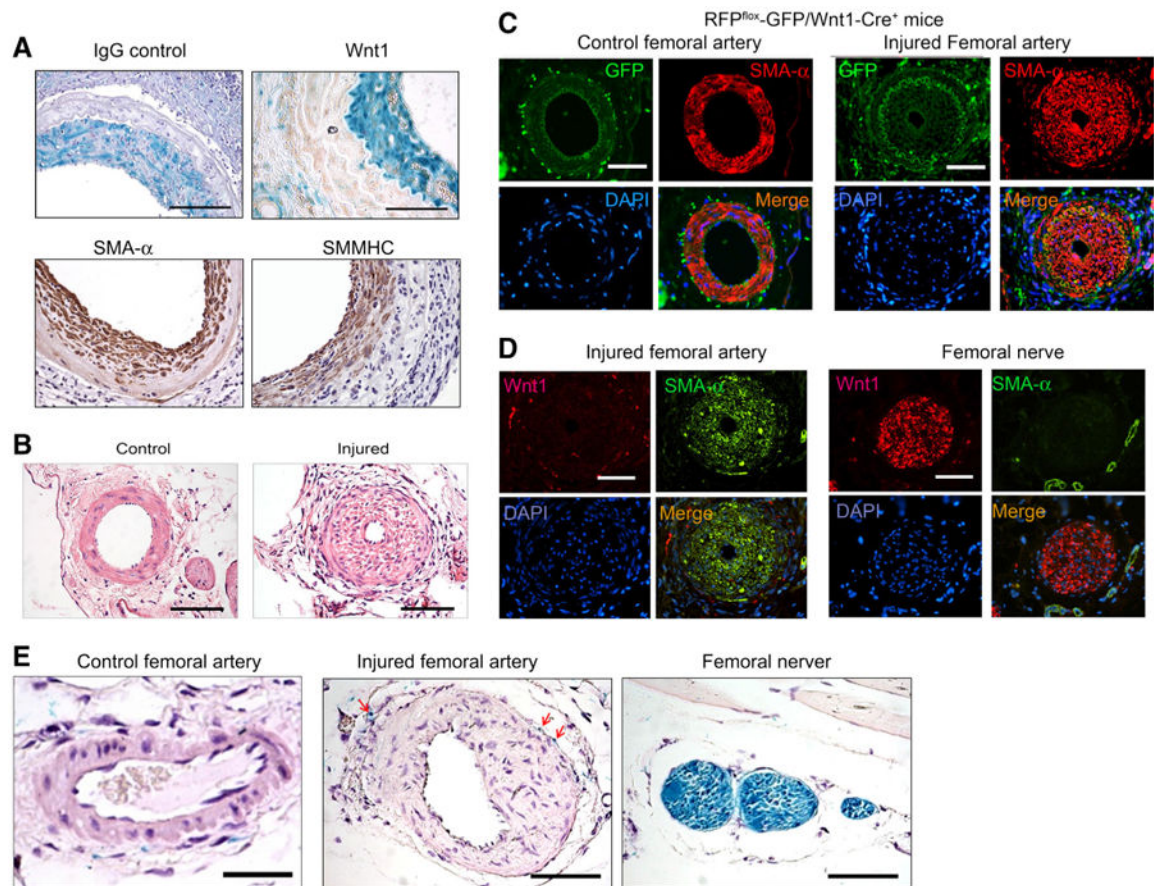 A
IgG control
Wnt1
SMA-α
SMMHC
B
Control
Injured
C
RFPᶠˡᵒˣ-GFP/Wnt1-Cre⁺ mice
Control femoral artery
Injured Femoral artery
GFP
SMA-α
GFP
SMA-α
DAPI
Merge
DAPI
Merge
D
Injured femoral artery
Femoral nerve
Wnt1
SMA-α
Wnt1
SMA-α
DAPI
Merge
DAPI
Merge
E
Control femoral artery
Injured femoral artery
Femoral nerver